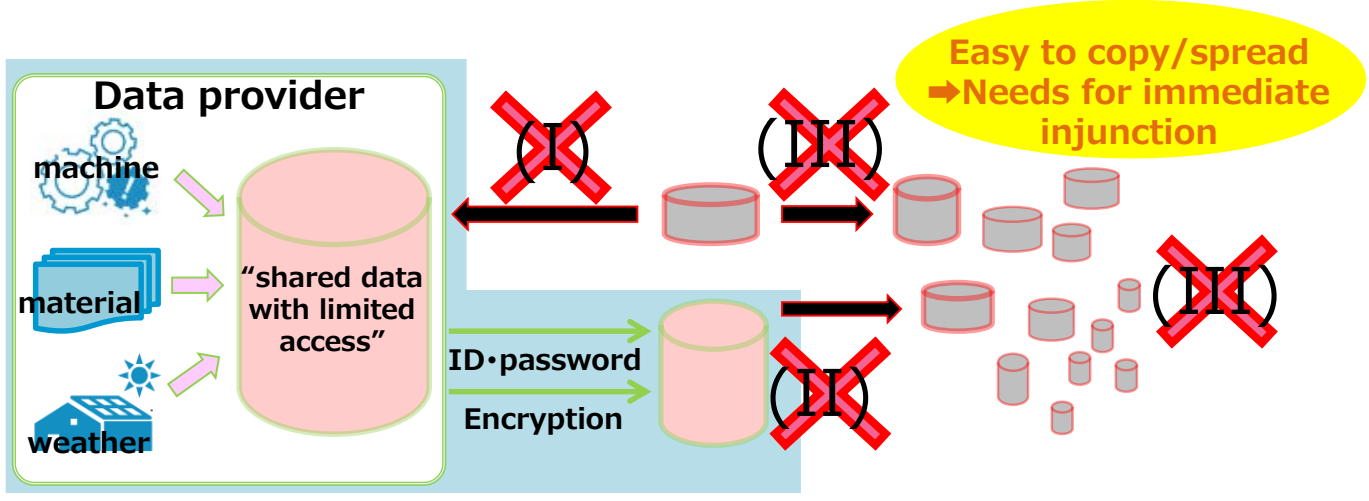 Data provider
machine
material
weather
“shared data
with limited
access”
ID・password
Encryption
(I)
(III)
(II)
(III)
Easy to copy/spread
➡Needs for immediate
injunction